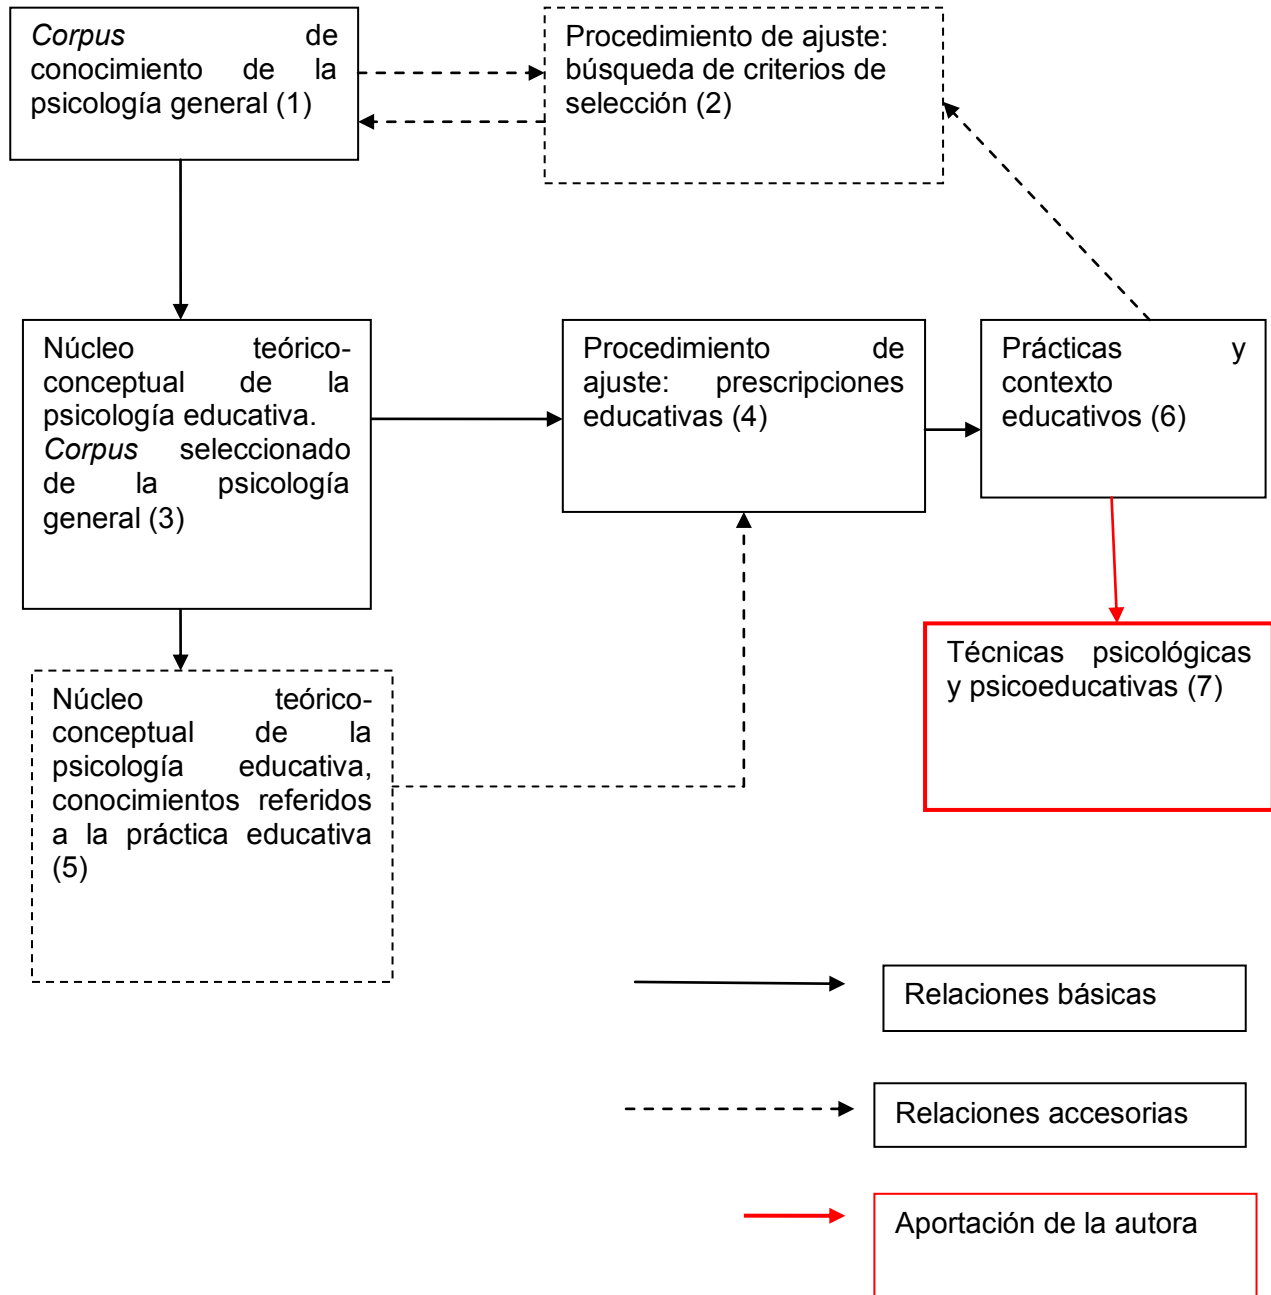 Corpus de
conocimiento de la
psicología general (1)
Procedimiento de ajuste:
búsqueda de criterios de
selección (2)
Núcleo teórico-
conceptual de la
psicología educativa.
Corpus seleccionado
de la psicología
general (3)
Procedimiento de
ajuste: prescripciones
educativas (4)
Prácticas y
contexto
educativos (6)
Técnicas psicológicas
y psicoeducativas (7)
Núcleo teórico-
conceptual de la
psicología educativa,
conocimientos referidos
a la práctica educativa
(5)
Relaciones básicas
Relaciones accesorias
Aportación de la autora